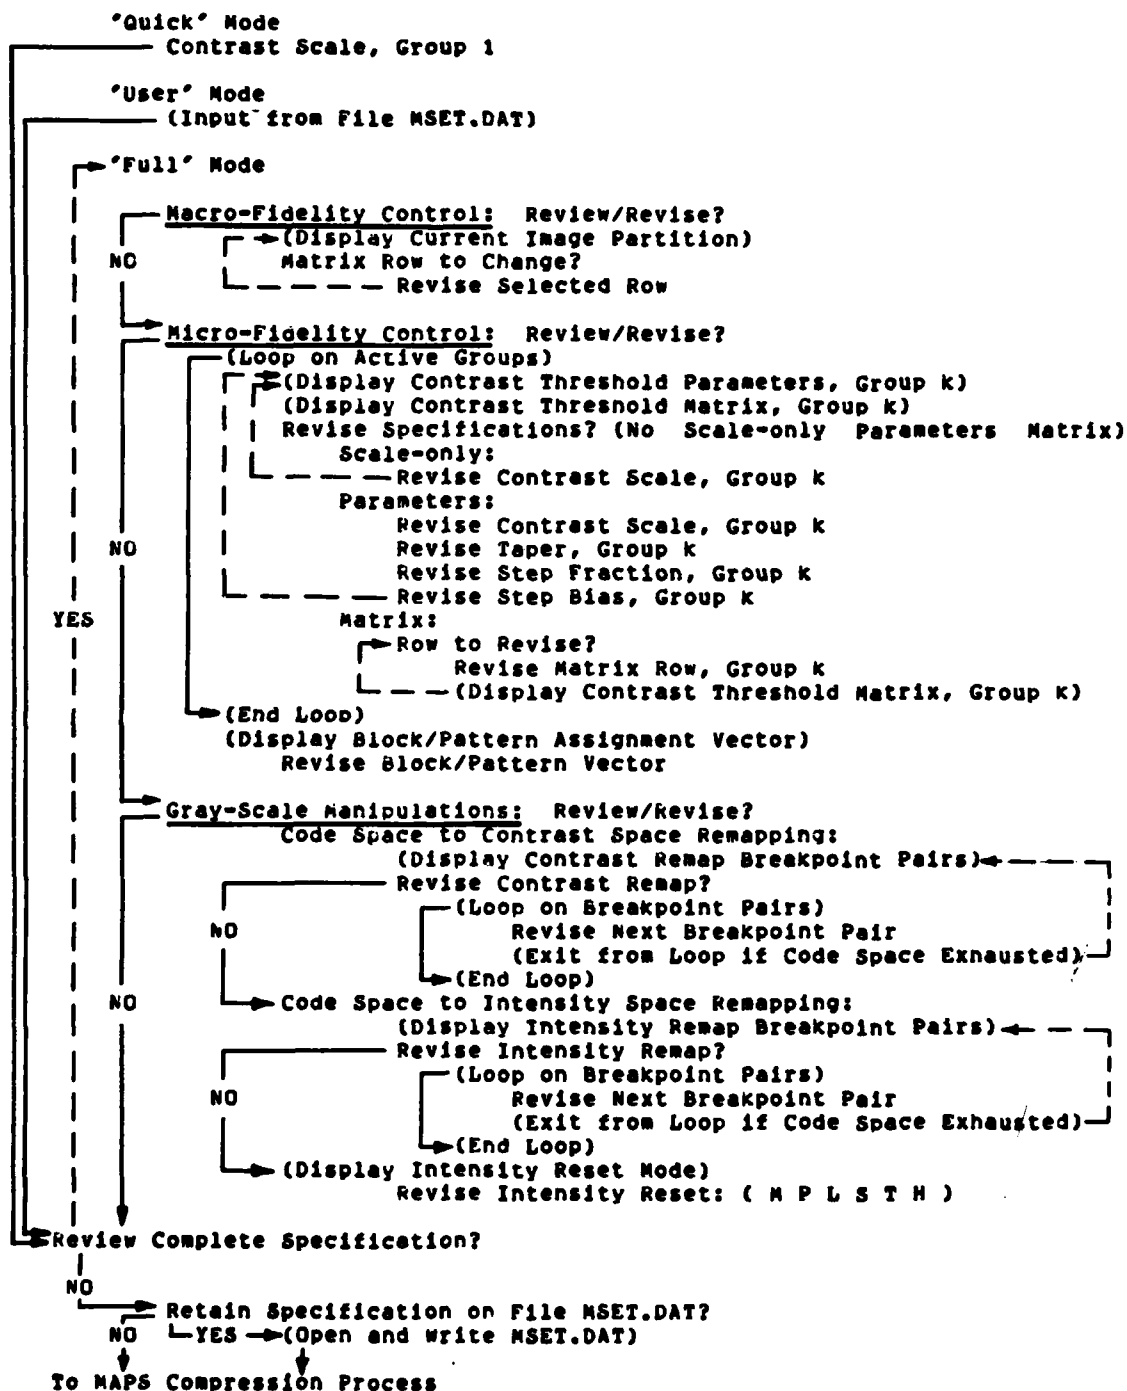 "Quick" Mode
Contrast Scale, Group 1
"User" Mode
(Input from File MSET.DAT)
"Full" Mode
Macro-Fidelity Control: Review/Revise?
(Display Current Image Partition)
NO Matrix Row to Change?
Revise Selected Row
Micro-Fidelity Control: Review/Revise?
(Loop on Active Groups)
(Display Contrast Threshold Parameters, Group k)
(Display Contrast Threshold Matrix, Group k)
Revise Specifications? (No Scale-only Parameters Matrix)
Scale-only:
Revise Contrast Scale, Group k
Parameters:
Revise Contrast Scale, Group k
NO Revise Taper, Group k
Revise Step Fraction, Group k
Revise Step Bias, Group k
YES Matrix:
Row to Revise?
Revise Matrix Row, Group k
(Display Contrast Threshold Matrix, Group k)
(End Loop)
(Display Block/Pattern Assignment Vector)
Revise Block/Pattern Vector
Gray-Scale Manipulations: Review/Revise?
Code Space to Contrast Space Remapping:
(Display Contrast Remap Breakpoint Pairs)
Revise Contrast Remap?
(Loop on Breakpoint Pairs)
NO Revise Next Breakpoint Pair
(Exit from Loop if Code Space Exhausted)
(End Loop)
NO Code Space to Intensity Space Remapping:
(Display Intensity Remap Breakpoint Pairs)
Revise Intensity Remap?
(Loop on Breakpoint Pairs)
NO Revise Next Breakpoint Pair
(Exit from Loop if Code Space Exhausted)
(End Loop)
(Display Intensity Reset Mode)
Revise Intensity Reset: ( M P L S T H )
Review Complete Specification?
NO
Retain Specification on File MSET.DAT?
NO YES (Open and Write MSET.DAT)
To MAPS Compression Process